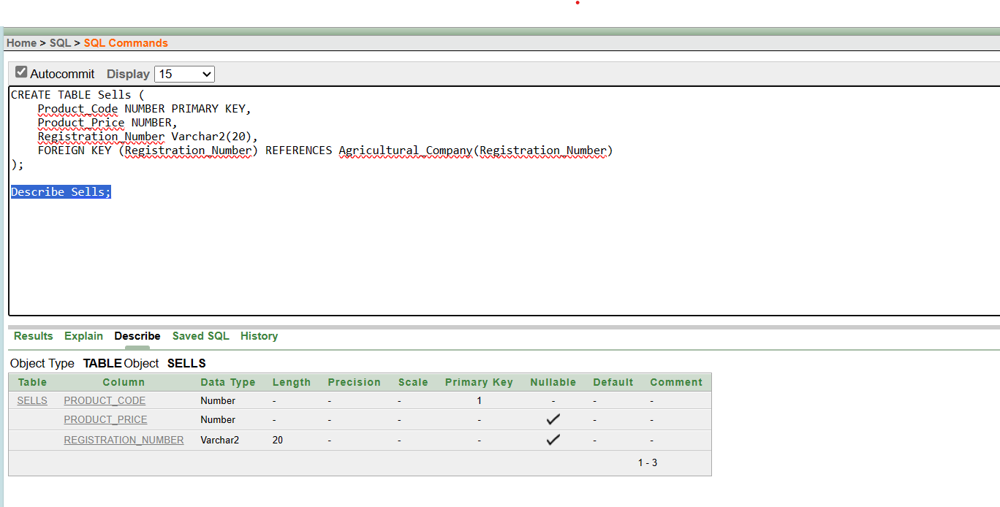 Home > SQL > SQL Commands
Autocommit Display 15
CREATE TABLE Sells (
    Product_Code NUMBER PRIMARY KEY,
    Product_Price NUMBER,
    Registration_Number Varchar2(20),
    FOREIGN KEY (Registration_Number) REFERENCES Agricultural_Company(Registration_Number)
);
Describe Sells;
Results Explain Describe Saved SQL History
Object Type TABLE Object SELLS
Table Column Data Type Length Precision Scale Primary Key Nullable Default Comment
SELLS PRODUCT_CODE Number - - - 1 - - -
PRODUCT_PRICE Number - - - - ✓ - -
REGISTRATION_NUMBER Varchar2 20 - - - ✓ - -
1 - 3